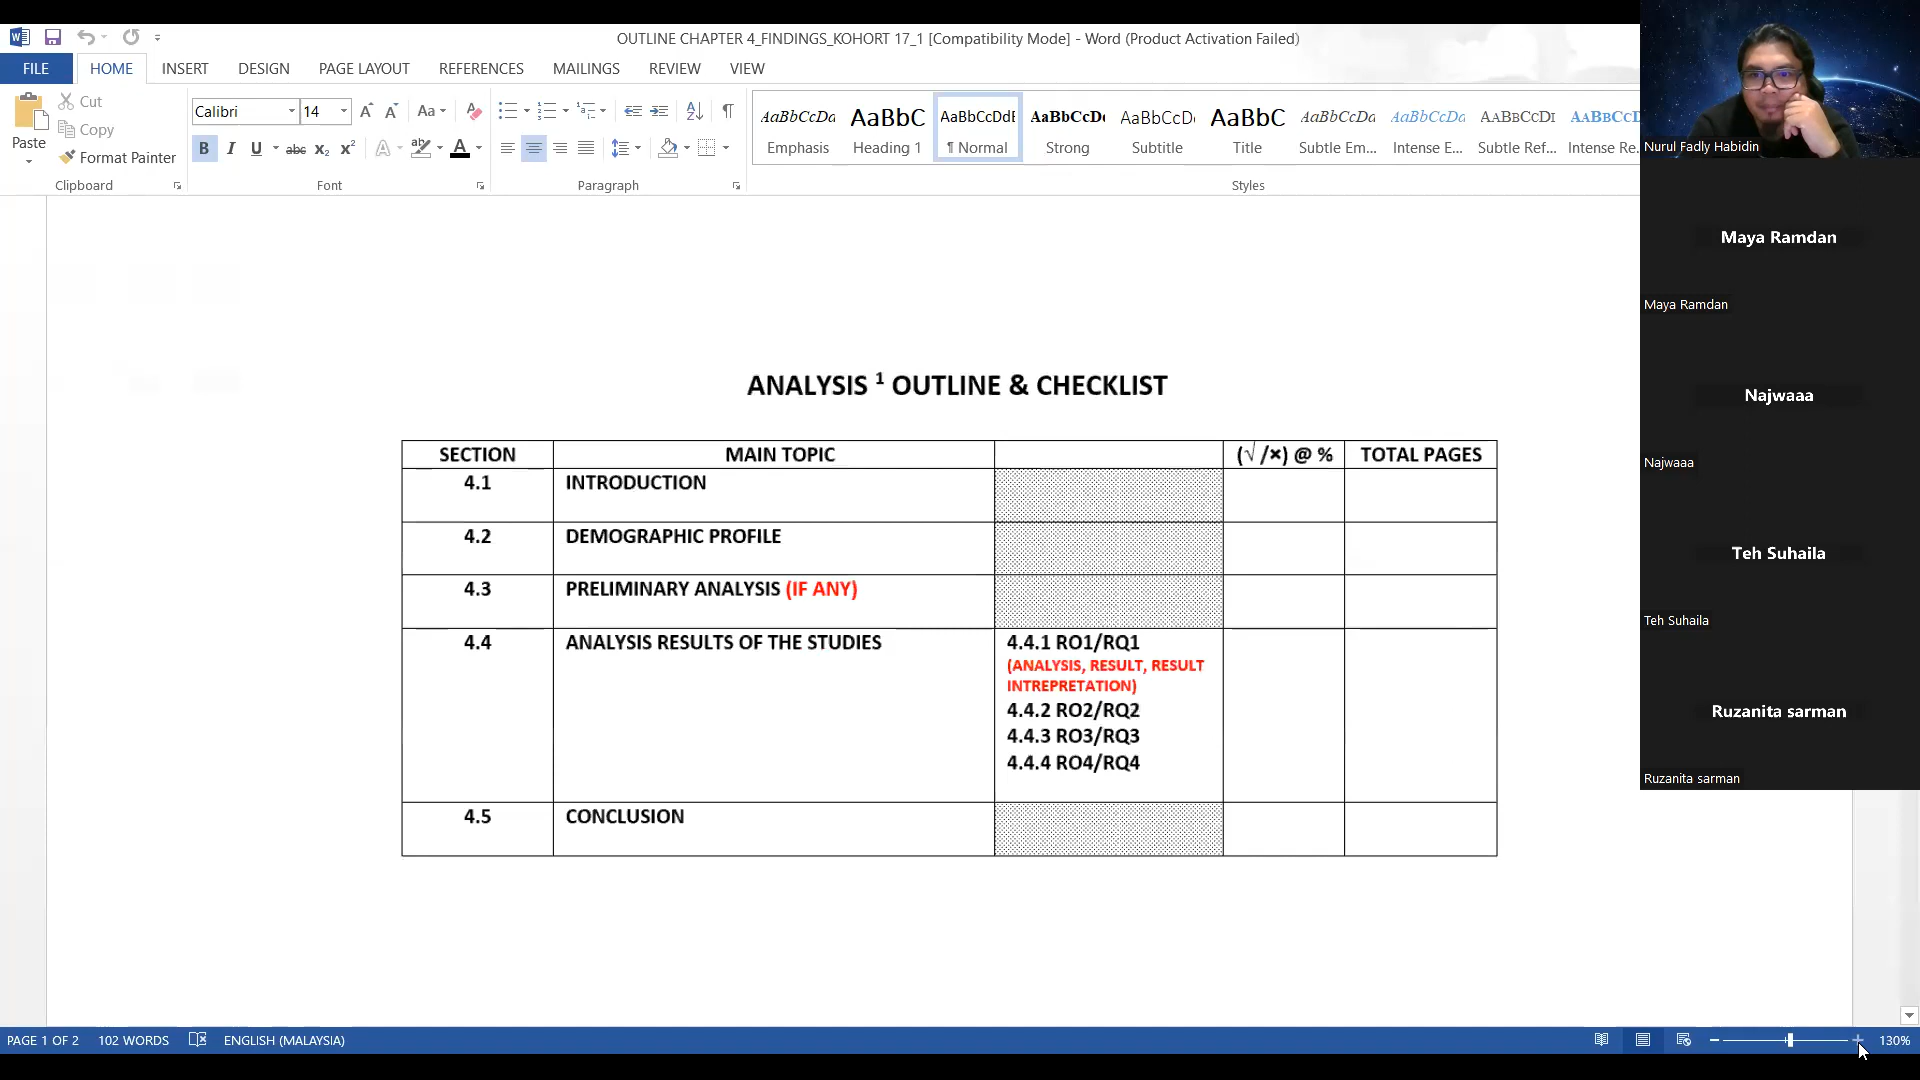 OUTLINE CHAPTER 4_FINDINGS_KOHORT 17_1 [Compatibility Mode] - Word (Product Activation Failed)
FILE HOME INSERT DESIGN PAGE LAYOUT REFERENCES MAILINGS REVIEW VIEW
Cut
Copy
Paste
Format Painter
Clipboard
Calibri 14
Font
Paragraph
AaBbCcDd AaBbC AaBbCcDdE AaBbCcDd AaBbCcDd AaBbC AaBbCcDd AaBbCcDd AABBCCDD AABBCCD
Emphasis Heading 1 ¶ Normal Strong Subtitle Title Subtle Em... Intense E... Subtle Ref... Intense Re...
Styles
ANALYSIS ¹ OUTLINE & CHECKLIST
SECTION MAIN TOPIC (√ /×) @ % TOTAL PAGES
4.1 INTRODUCTION
4.2 DEMOGRAPHIC PROFILE
4.3 PRELIMINARY ANALYSIS (IF ANY)
4.4 ANALYSIS RESULTS OF THE STUDIES 4.4.1 RO1/RQ1
(ANALYSIS, RESULT, RESULT
INTREPRETATION)
4.4.2 RO2/RQ2
4.4.3 RO3/RQ3
4.4.4 RO4/RQ4
4.5 CONCLUSION
Nurul Fadly Habidin
Maya Ramdan
Maya Ramdan
Najwaaa
Najwaaa
Teh Suhaila
Teh Suhaila
Ruzanita sarman
Ruzanita sarman
PAGE 1 OF 2 102 WORDS ENGLISH (MALAYSIA) 130%